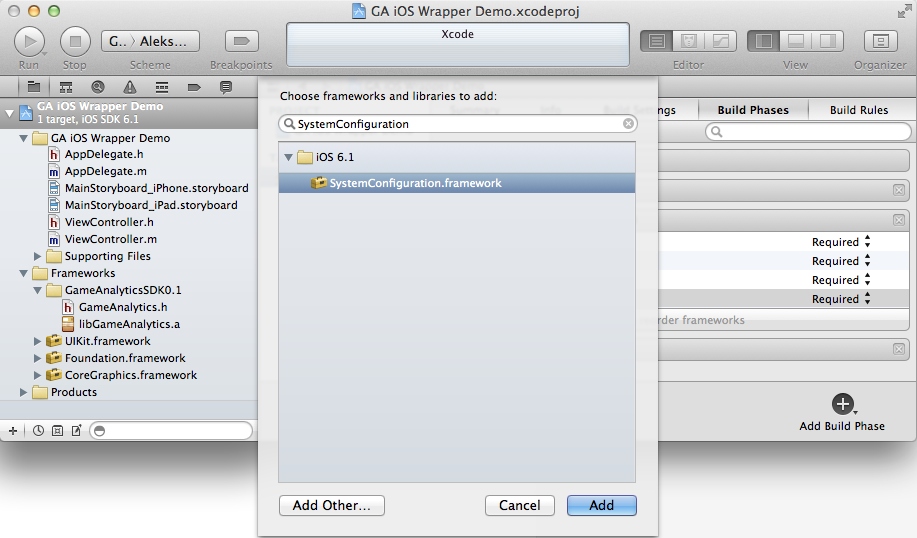 GA iOS Wrapper Demo.xcodeproj
G.. Aleks...
Xcode
Run Stop Scheme Breakpoints Editor View Organizer
GA iOS Wrapper Demo
1 target, iOS SDK 6.1
GA iOS Wrapper Demo
AppDelegate.h
AppDelegate.m
MainStoryboard_iPhone.storyboard
MainStoryboard_iPad.storyboard
ViewController.h
ViewController.m
Supporting Files
Frameworks
GameAnalyticsSDK0.1
GameAnalytics.h
libGameAnalytics.a
UIKit.framework
Foundation.framework
CoreGraphics.framework
Products
Choose frameworks and libraries to add:
SystemConfiguration
iOS 6.1
SystemConfiguration.framework
Add Other...
Cancel
Add
Build Phases
Build Rules
Required
Required
Required
Required
frameworks
Add Build Phase